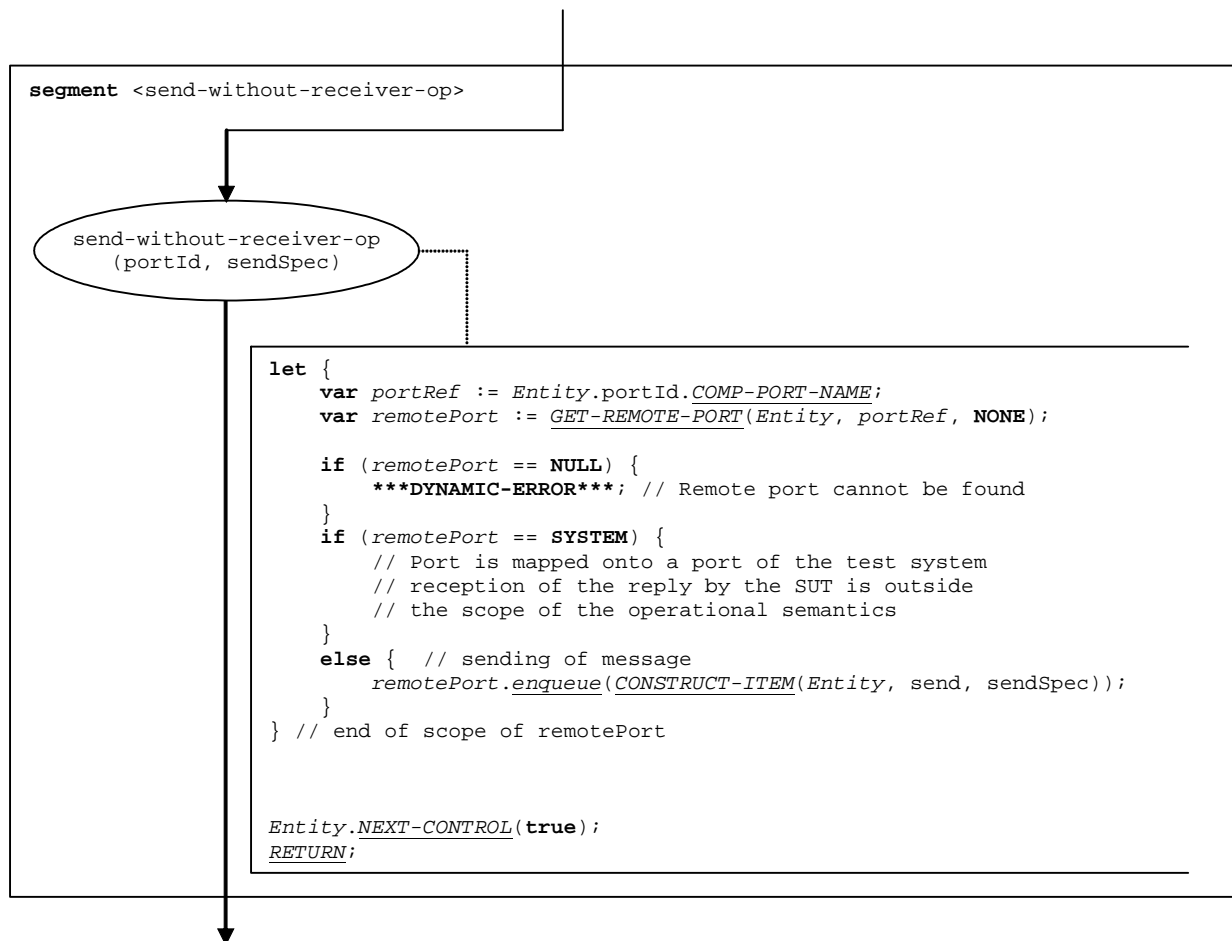 segment <send-without-receiver-op>
send-without-receiver-op
(portId, sendSpec)
let {
var portRef := Entity.portId.COMP-PORT-NAME;
var remotePort := GET-REMOTE-PORT(Entity, portRef, NONE);
if (remotePort == NULL) {
***DYNAMIC-ERROR***; // Remote port cannot be found
}
if (remotePort == SYSTEM) {
// Port is mapped onto a port of the test system
// reception of the reply by the SUT is outside
// the scope of the operational semantics
}
else { // sending of message
remotePort.enqueue(CONSTRUCT-ITEM(Entity, send, sendSpec));
}
} // end of scope of remotePort
Entity.NEXT-CONTROL(true);
RETURN;